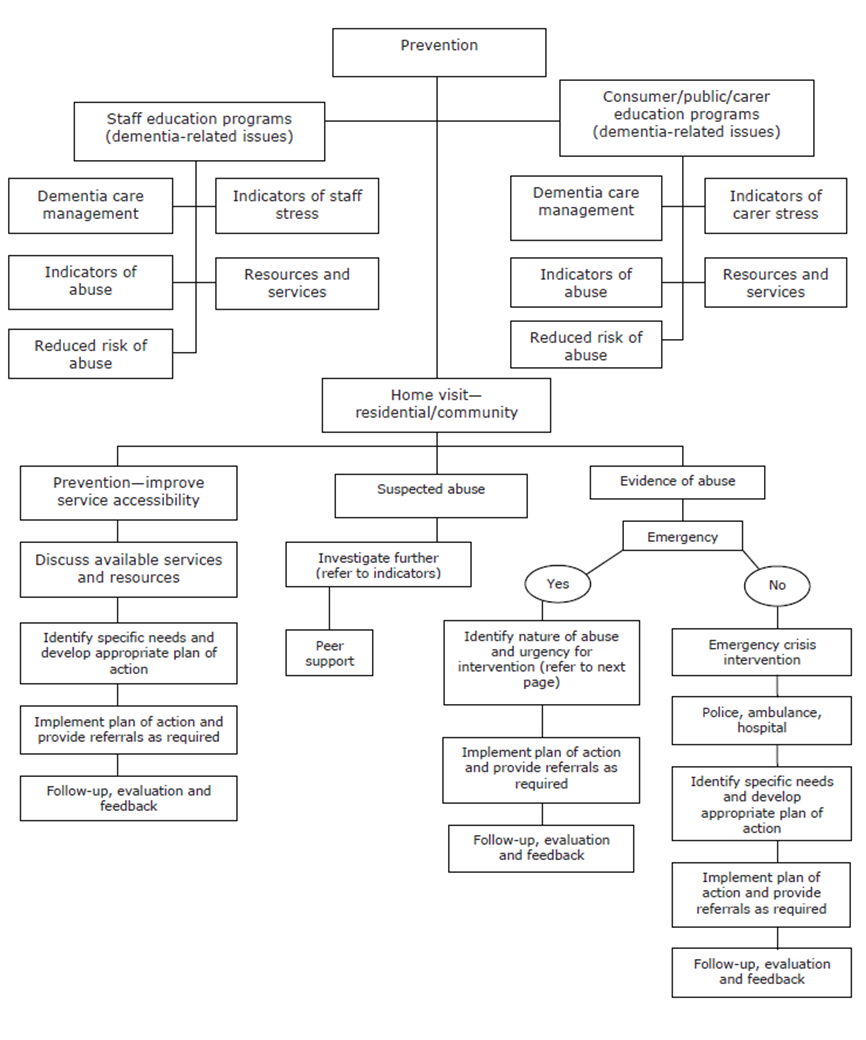 Prevention
Staff education programs
(dementia-related issues)
Consumer/public/carer
education programs
(dementia-related issues)
Dementia care
management
Indicators of staff
stress
Indicators of
abuse
Resources and
services
Reduced risk of
abuse
Dementia care
management
Indicators of
carer stress
Indicators of
abuse
Resources and
services
Reduced risk of
abuse
Home visit—
residential/community
Prevention—improve
service accessibility
Discuss available services
and resources
Identify specific needs and
develop appropriate plan of
action
Implement plan of action and
provide referrals as required
Follow-up, evaluation and
feedback
Suspected abuse
Investigate further
(refer to indicators)
Peer
support
Evidence of abuse
Emergency
Yes
Identify nature of abuse
and urgency for
intervention (refer to next
page)
Implement plan of action
and provide referrals as
required
Follow-up, evaluation
and feedback
No
Emergency crisis
intervention
Police, ambulance,
hospital
Identify specific needs
and develop
appropriate plan of
action
Implement plan of
action and provide
referrals as required
Follow-up, evaluation
and feedback